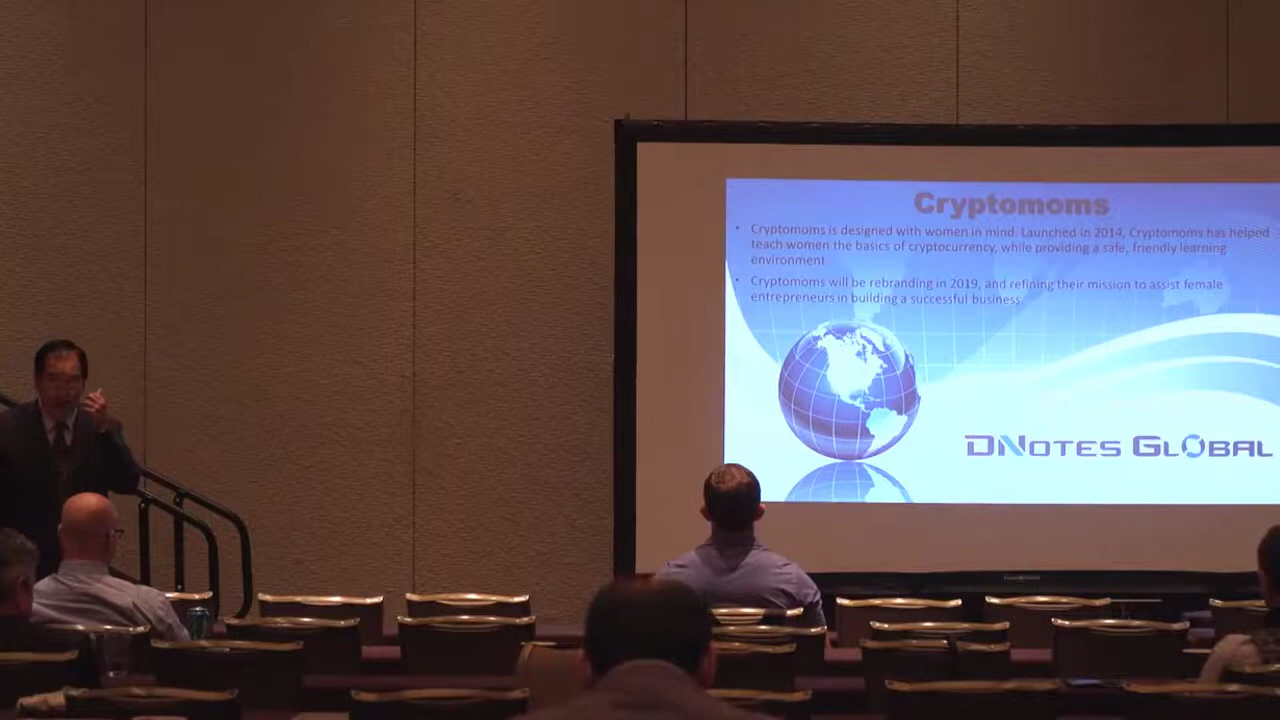 Cryptomoms
• Cryptomoms is designed with women in mind. Launched in 2014, Cryptomoms has helped
teach women the basics of cryptocurrency, while providing a safe, friendly learning
environment
• Cryptomoms will be rebranding in 2019, and refining their mission to assist female
entrepreneurs in building a successful business.
DNOTES GLOBAL